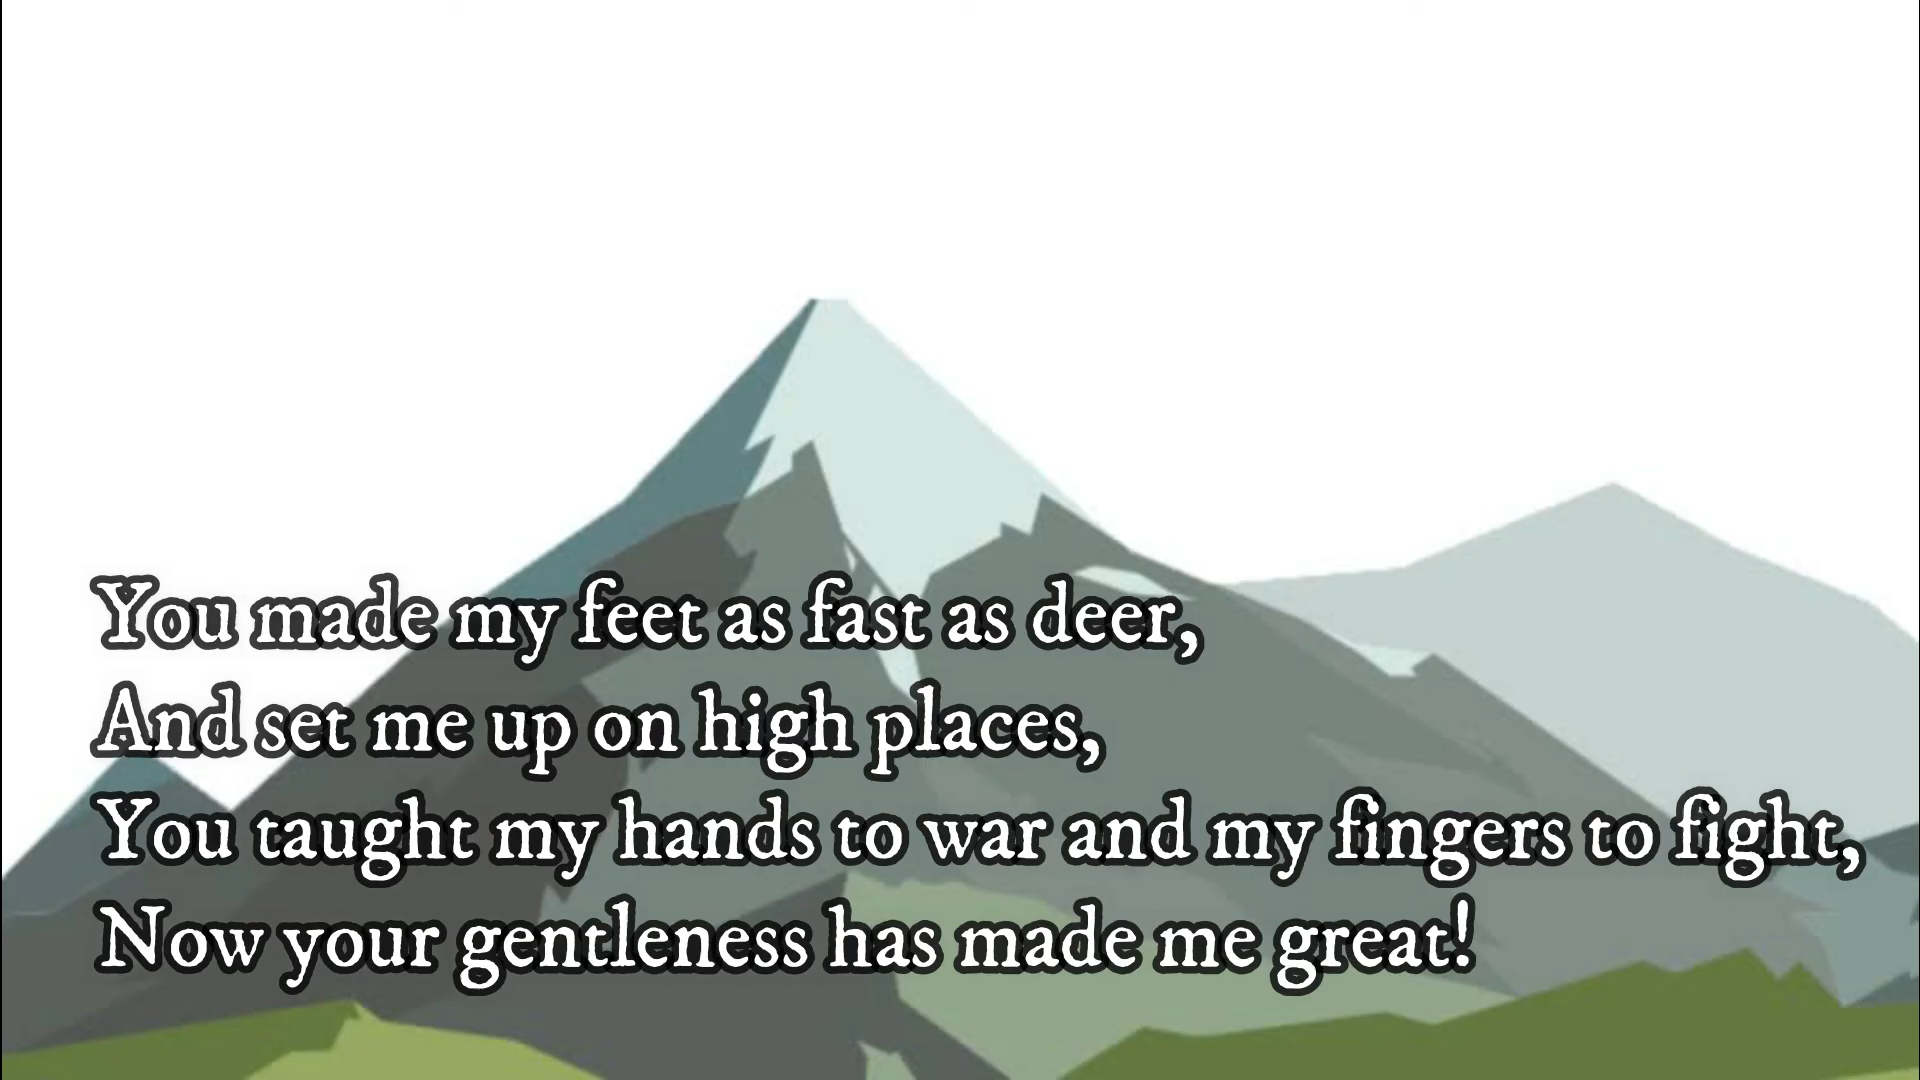 You made my feet as fast as deer,
And set me up on high places,
You taught my hands to war and my fingers to fight,
Now your gentleness has made me great!